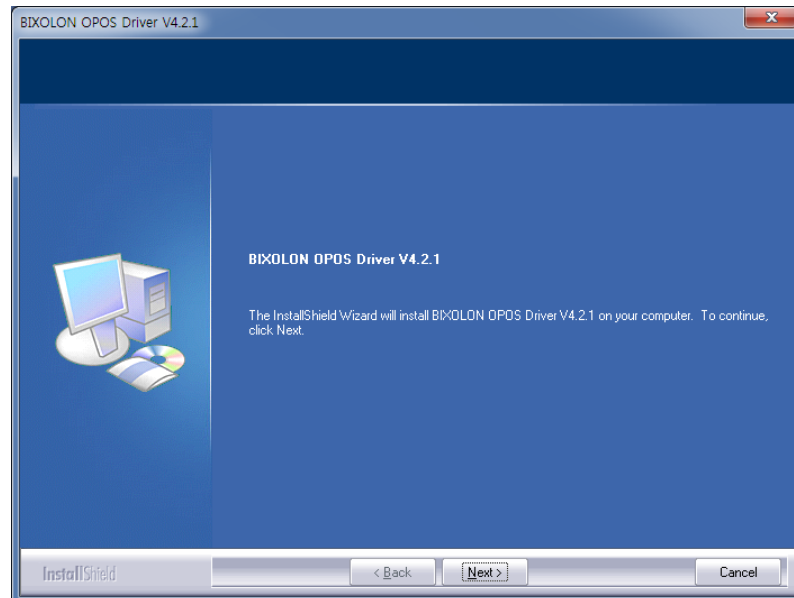 BIXOLON OPOS Driver V4.2.1
BIXOLON OPOS Driver V4.2.1
The InstallShield Wizard will install BIXOLON OPOS Driver V4.2.1 on your computer. To continue,
click Next.
InstallShield
< Back
Next >
Cancel